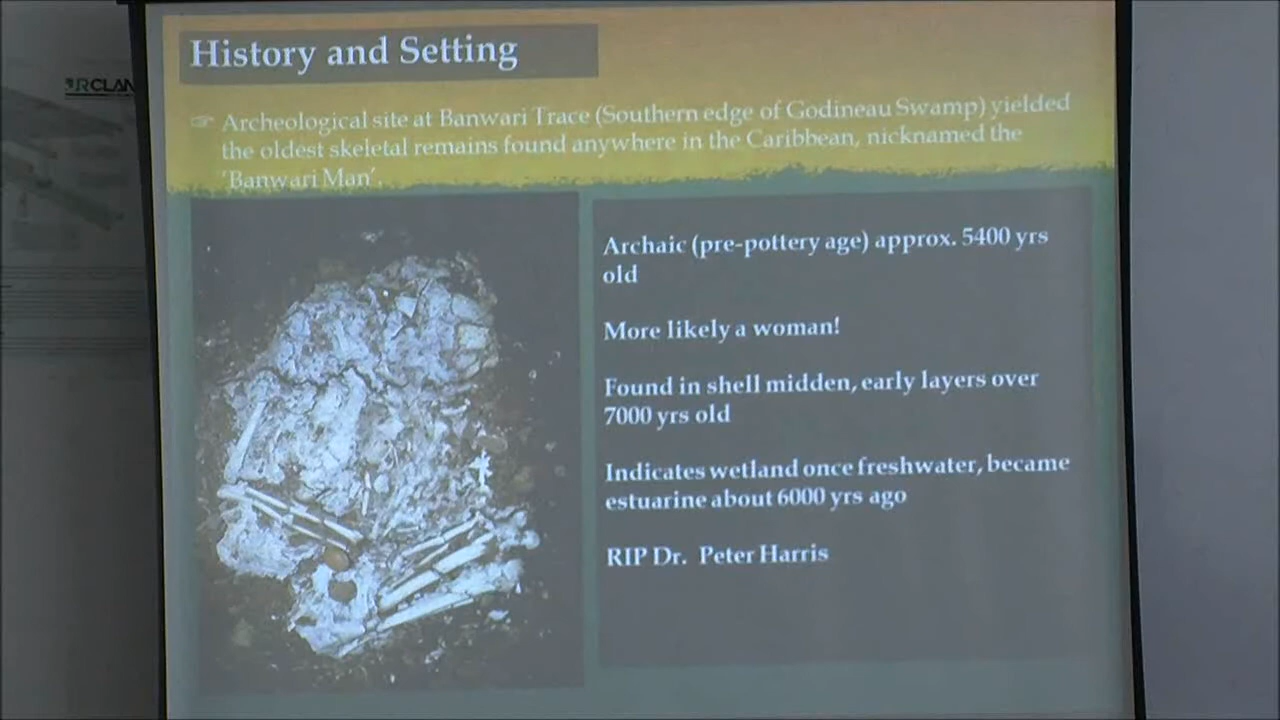 History and Setting
RCLAN
☞ Archeological site at Banwari Trace (Southern edge of Godineau Swamp) yielded
the oldest skeletal remains found anywhere in the Caribbean, nicknamed the
'Banwari Man'.
Archaic (pre-pottery age) approx. 5400 yrs
old
More likely a woman!
Found in shell midden, early layers over
7000 yrs old
Indicates wetland once freshwater, became
estuarine about 6000 yrs ago
RIP Dr. Peter Harris